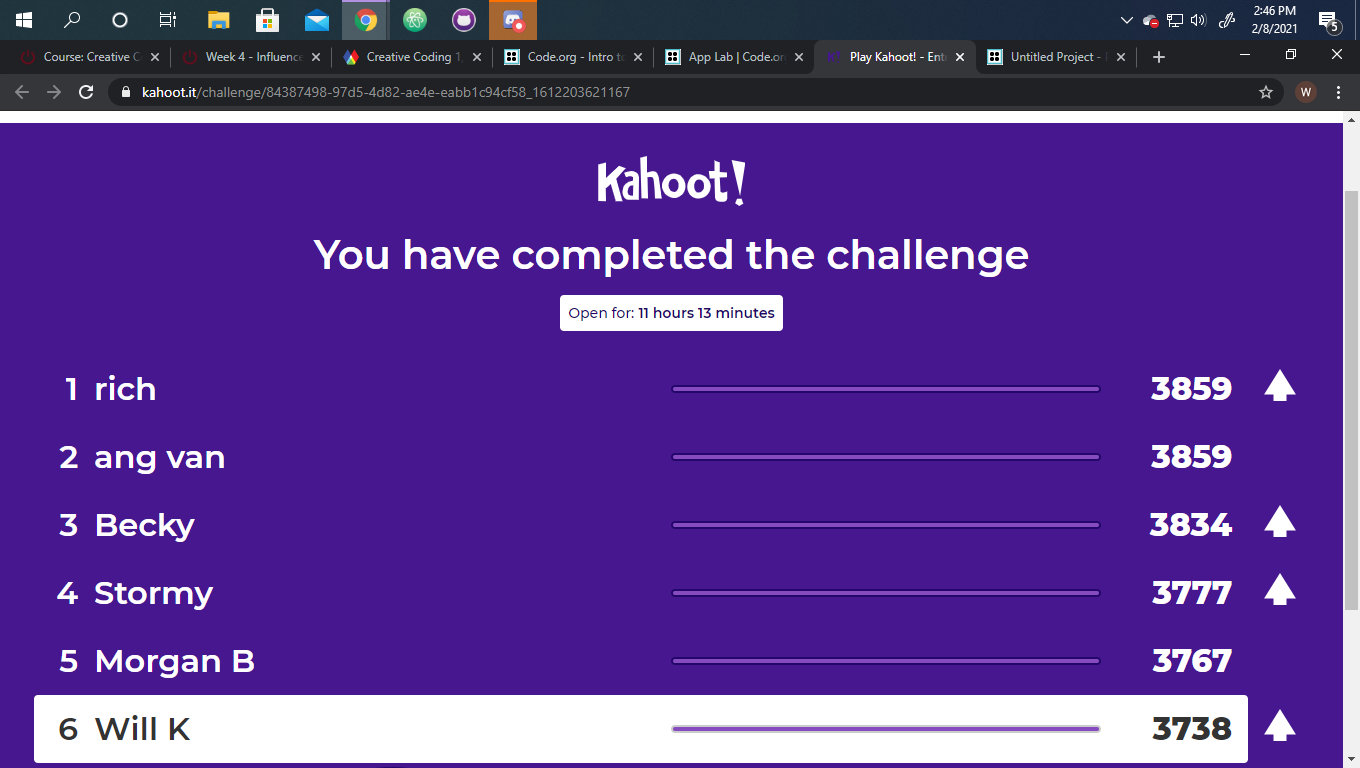 2:46 PM
2/8/2021
5
Course: Creative C
Week 4 - Influence
Creative Coding 1
Code.org - Intro to
App Lab | Code.or
Play Kahoot! - Ent
Untitled Project -
kahoot.it/challenge/84387498-97d5-4d82-ae4e-eabb1c94cf58_1612203621167
W
Kahoot!
You have completed the challenge
Open for: 11 hours 13 minutes
1 rich 3859
2 ang van 3859
3 Becky 3834
4 Stormy 3777
5 Morgan B 3767
6 Will K 3738